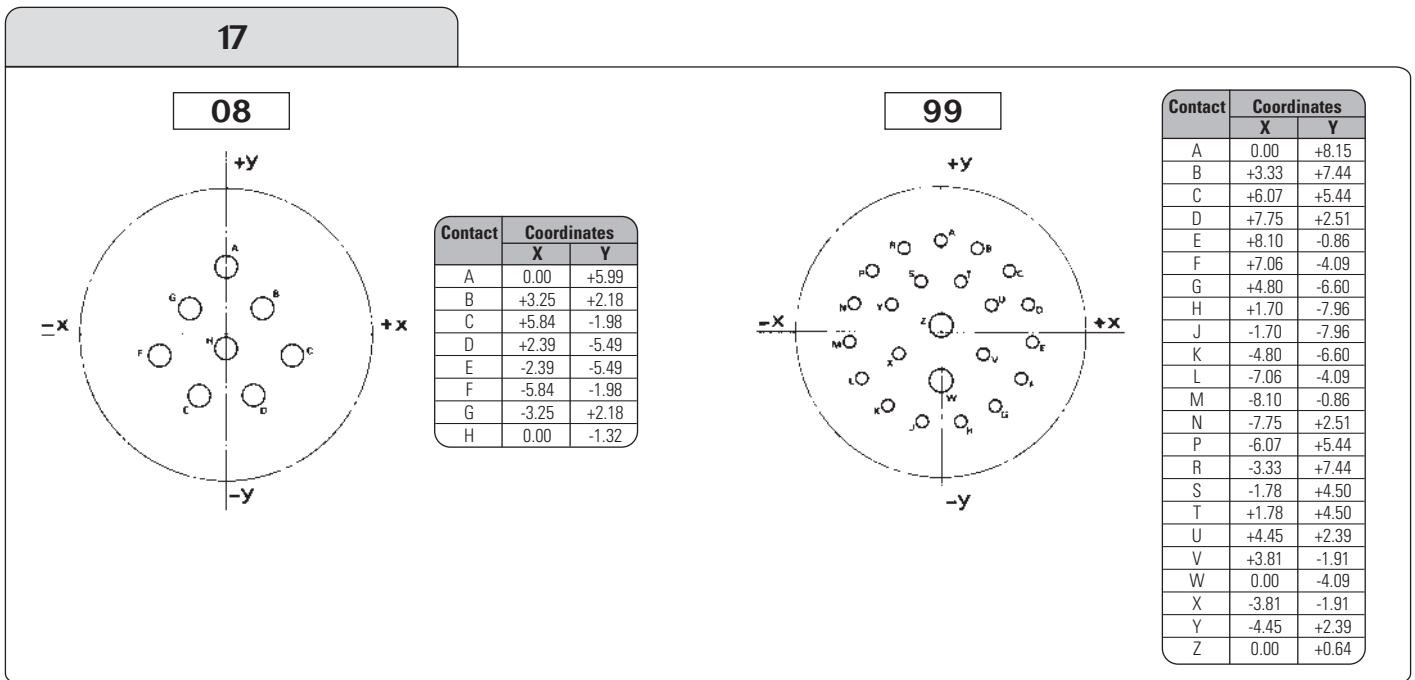 17
08
+y
A
G
B
-x
+x
H
F
C
E
D
-y
Contact Coordinates
X Y
A 0.00 +5.99
B +3.25 +2.18
C +5.84 -1.98
D +2.39 -5.49
E -2.39 -5.49
F -5.84 -1.98
G -3.25 +2.18
H 0.00 -1.32
99
+y
R A B
P S T C
N Y U D
Z
-x
+x
M X V E
L W F
K G
J H
-y
Contact Coordinates
X Y
A 0.00 +8.15
B +3.33 +7.44
C +6.07 +5.44
D +7.75 +2.51
E +8.10 -0.86
F +7.06 -4.09
G +4.80 -6.60
H +1.70 -7.96
J -1.70 -7.96
K -4.80 -6.60
L -7.06 -4.09
M -8.10 -0.86
N -7.75 +2.51
P -6.07 +5.44
R -3.33 +7.44
S -1.78 +4.50
T +1.78 +4.50
U +4.45 +2.39
V +3.81 -1.91
W 0.00 -4.09
X -3.81 -1.91
Y -4.45 +2.39
Z 0.00 +0.64